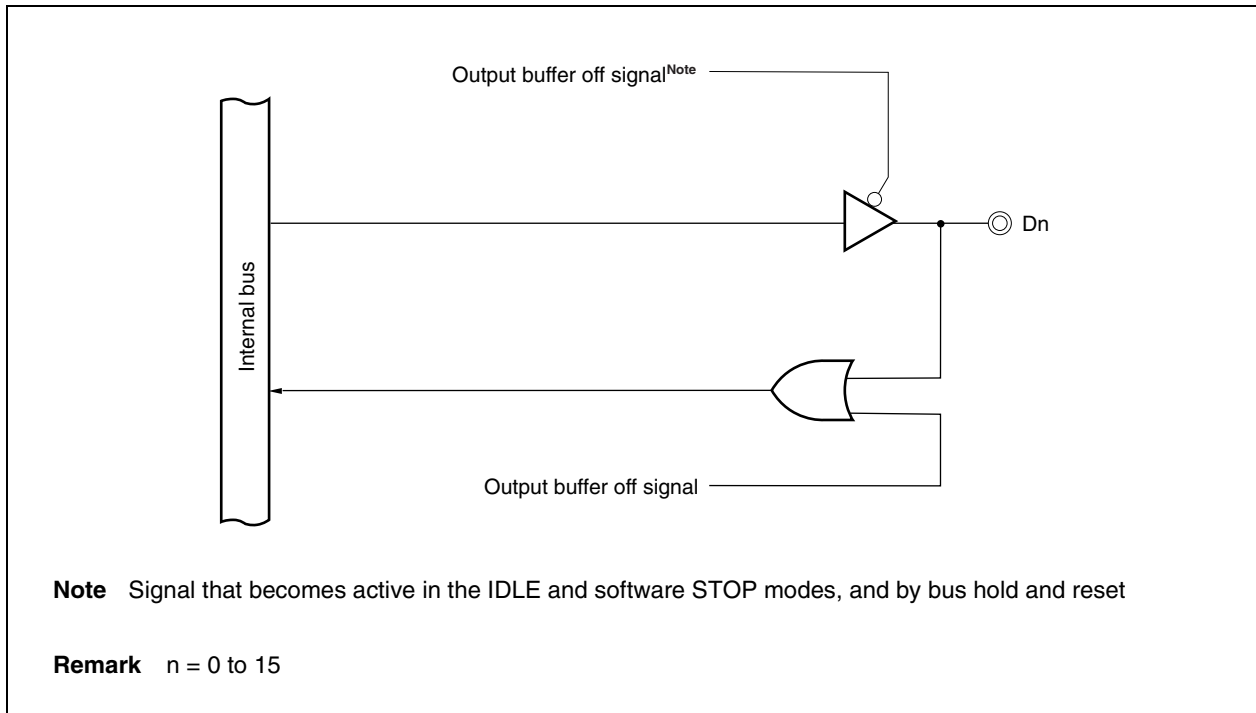 Output buffer off signalNote
Dn
Internal bus
Output buffer off signal
Note Signal that becomes active in the IDLE and software STOP modes, and by bus hold and reset
Remark n = 0 to 15